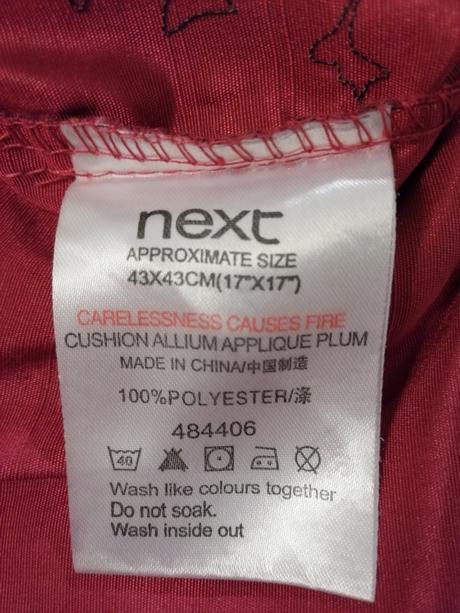 next
APPROXIMATE SIZE
43X43CM(17"X17")
CARELESSNESS CAUSES FIRE
CUSHION ALLIUM APPLIQUE PLUM
MADE IN CHINA/中国制造
100%POLYESTER/涤
484406
40
Wash like colours together
Do not soak.
Wash inside out